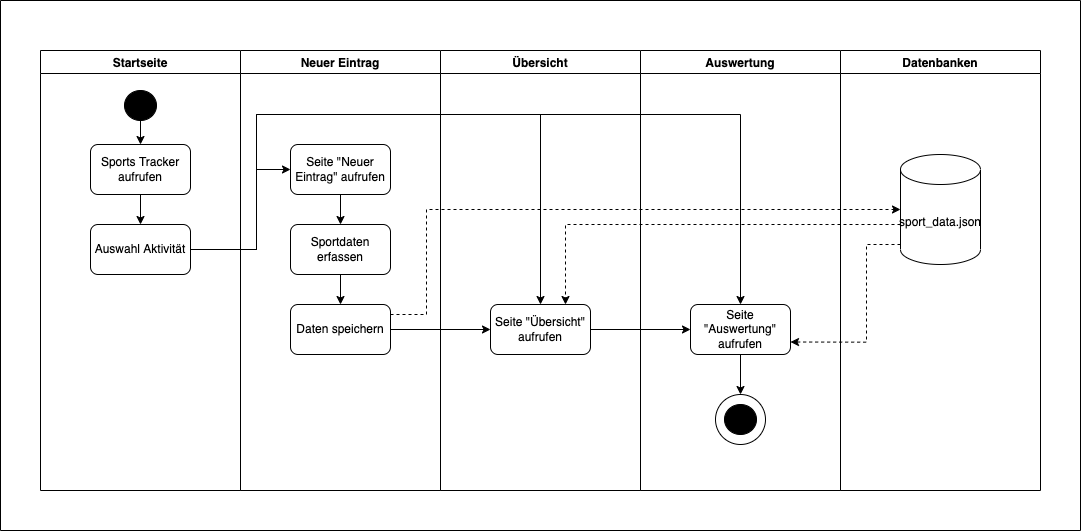 Startseite
Neuer Eintrag
Übersicht
Auswertung
Datenbanken
Sports Tracker
aufrufen
Auswahl Aktivität
Seite "Neuer
Eintrag" aufrufen
Sportdaten
erfassen
Daten speichern
Seite "Übersicht"
aufrufen
Seite
"Auswertung"
aufrufen
sport_data.json